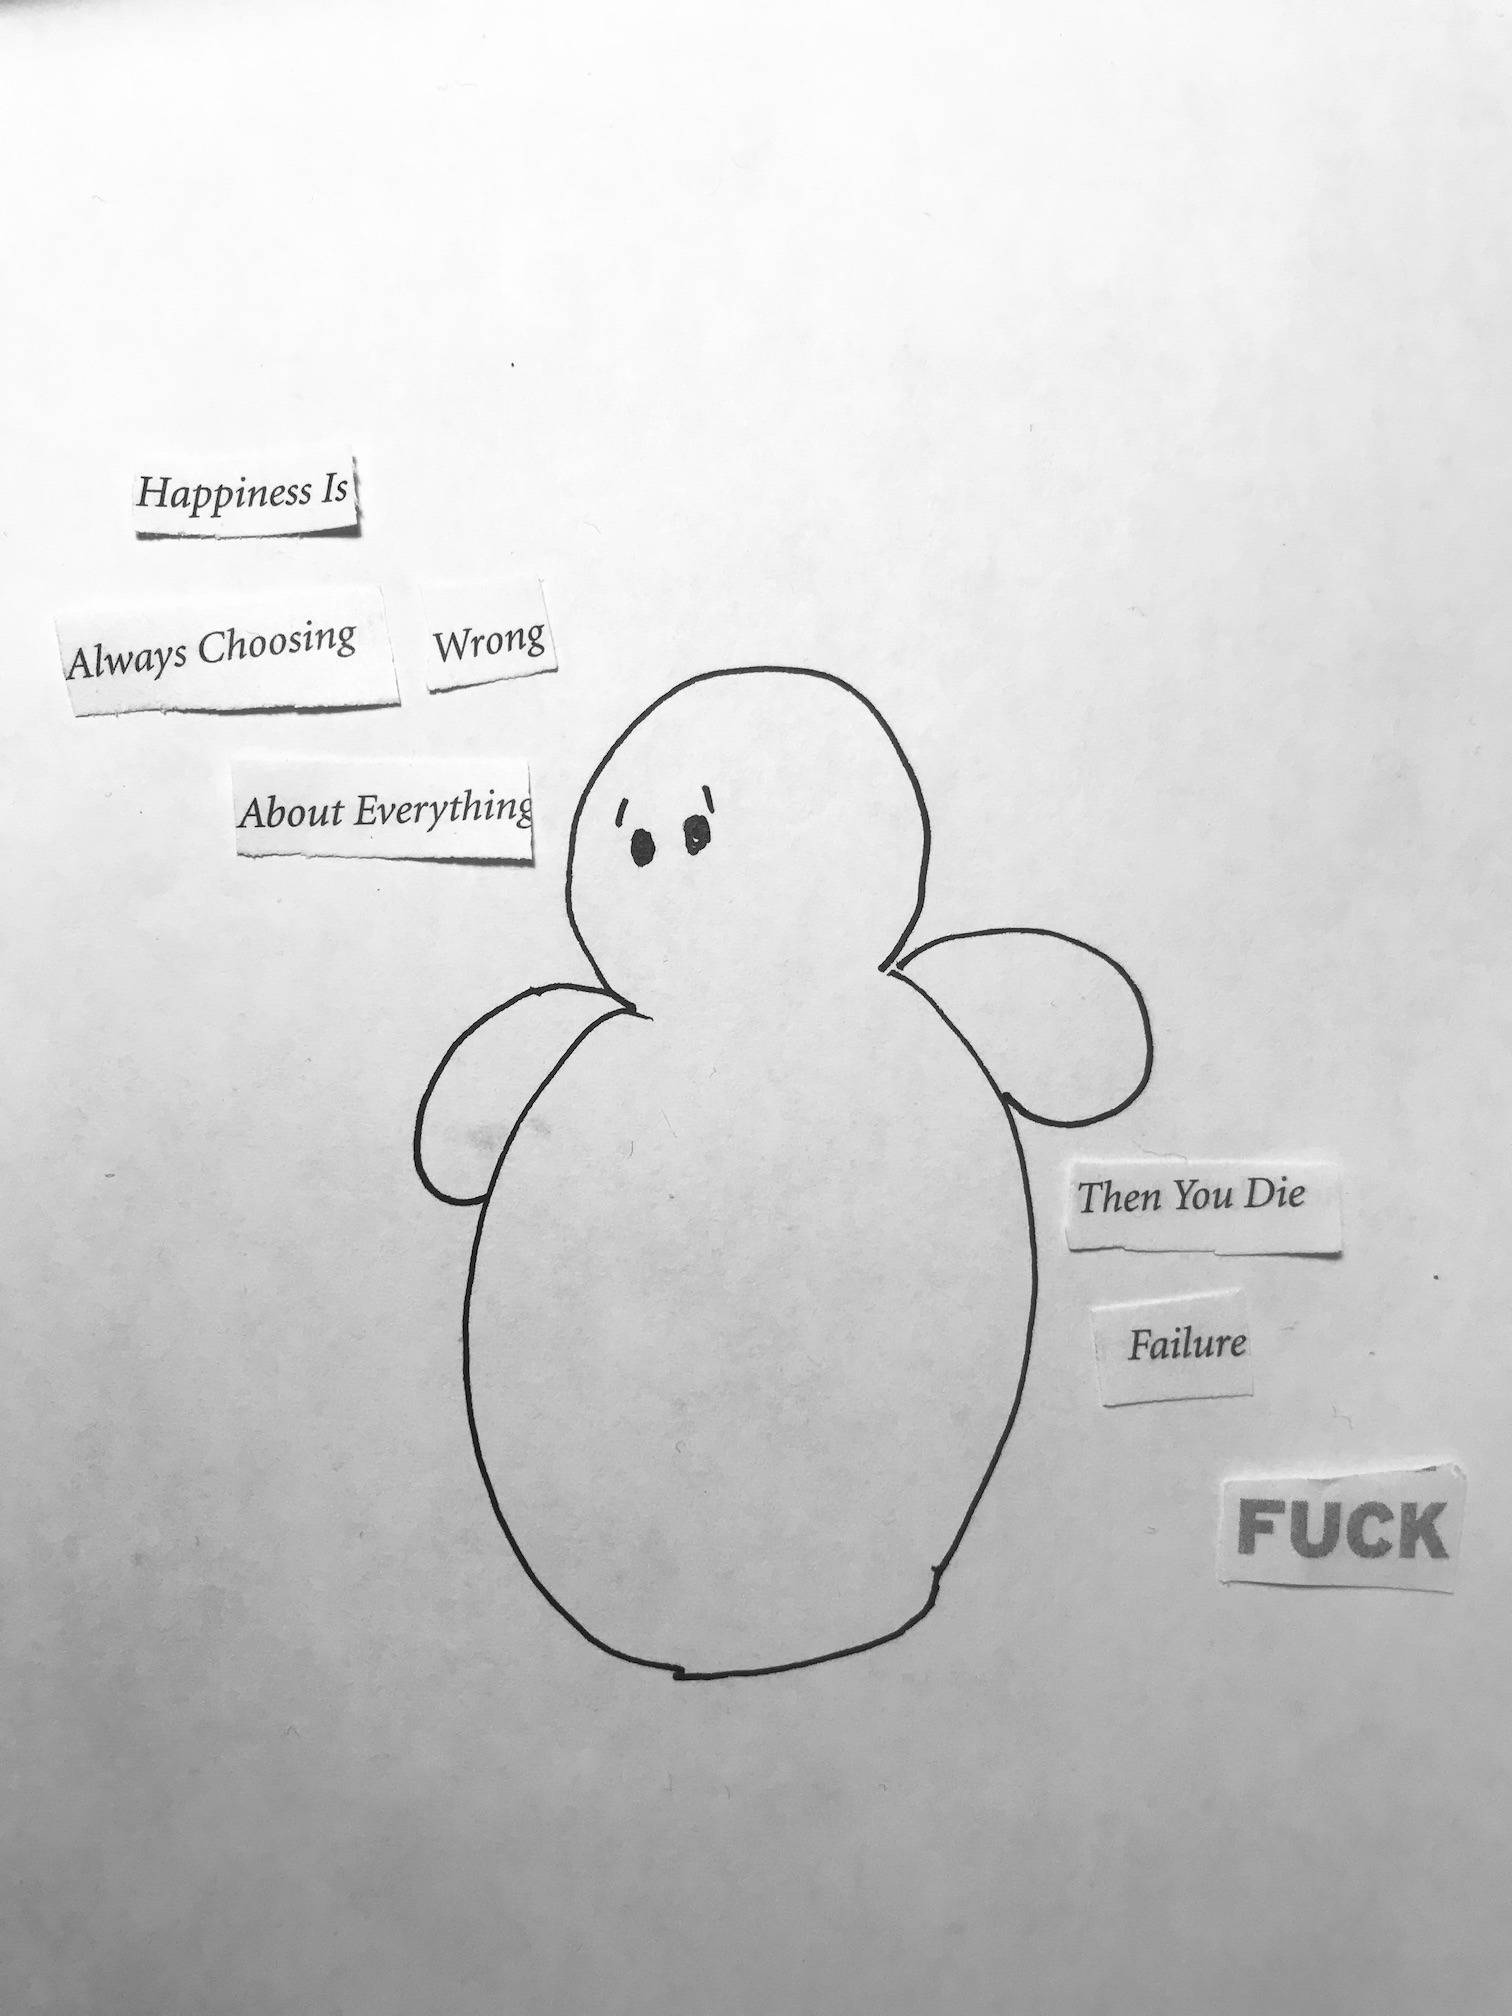 Happiness Is
Always Choosing Wrong
About Everything
Then You Die
Failure
FUCK